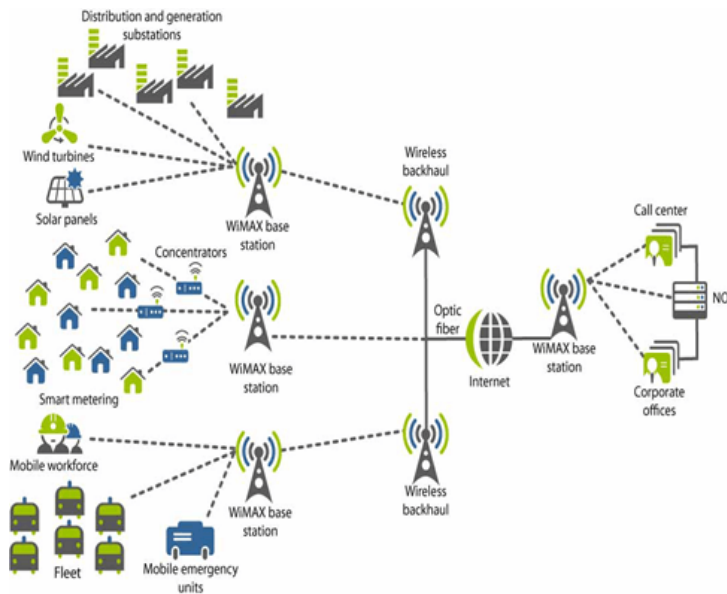 Distribution and generation
substations
Wind turbines
Solar panels
WiMAX base
station
Wireless
backhaul
Concentrators
Smart metering
WiMAX base
station
Optic
fiber
Internet
WiMAX base
station
Call center
NO
Corporate
offices
Mobile workforce
Fleet
Mobile emergency
units
WiMAX base
station
Wireless
backhaul